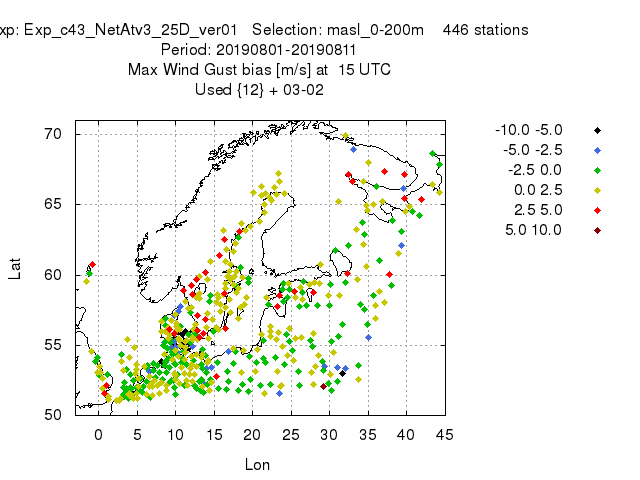 xp: Exp_c43_NetAtv3_25D_ver01 Selection: masl_0-200m 446 stations
Period: 20190801-20190811
Max Wind Gust bias [m/s] at 15 UTC
Used {12} + 03-02
-10.0 -5.0
-5.0 -2.5
-2.5 0.0
0.0 2.5
2.5 5.0
5.0 10.0
Lat
70
65
60
55
50
0 5 10 15 20 25 30 35 40 45
Lon